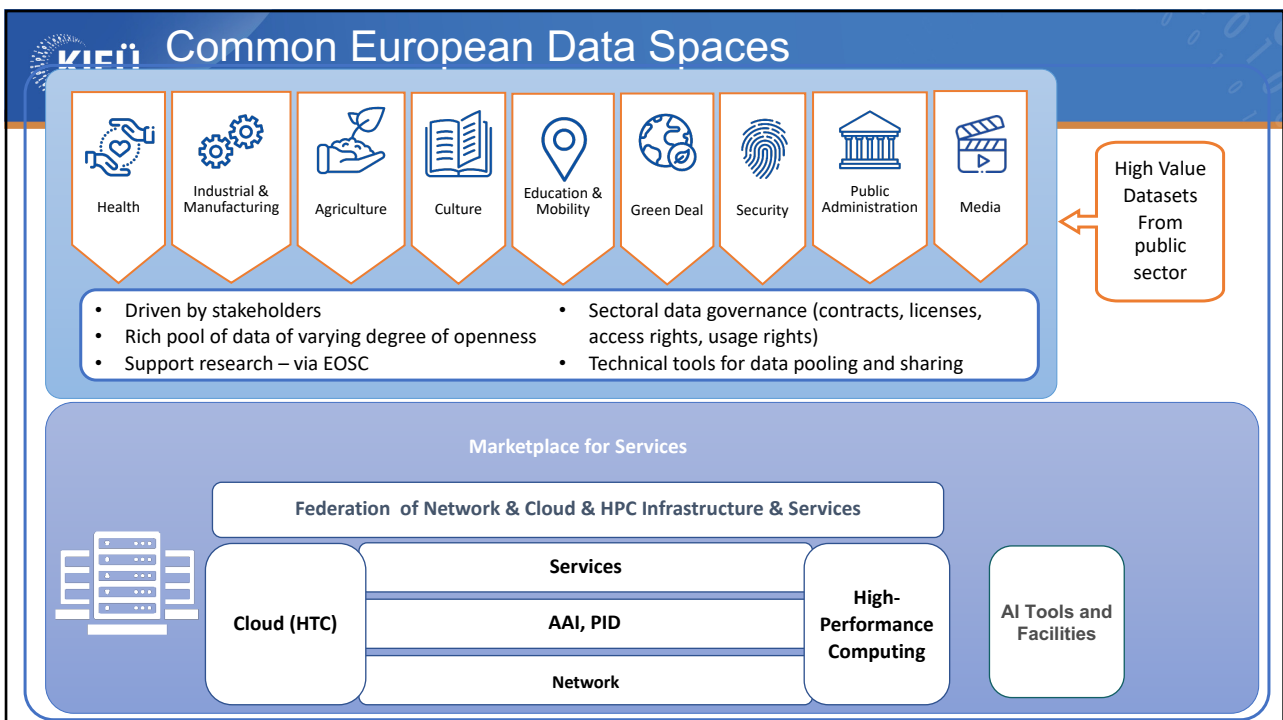 KIFÜ
Common European Data Spaces
Health
Industrial &
Manufacturing
Agriculture
Culture
Education &
Mobility
Green Deal
Security
Public
Administration
Media
High Value
Datasets
From
public
sector
• Driven by stakeholders
• Rich pool of data of varying degree of openness
• Support research – via EOSC
• Sectoral data governance (contracts, licenses,
access rights, usage rights)
• Technical tools for data pooling and sharing
Marketplace for Services
Federation of Network & Cloud & HPC Infrastructure & Services
Cloud (HTC)
Services
AAI, PID
Network
High-
Performance
Computing
AI Tools and
Facilities